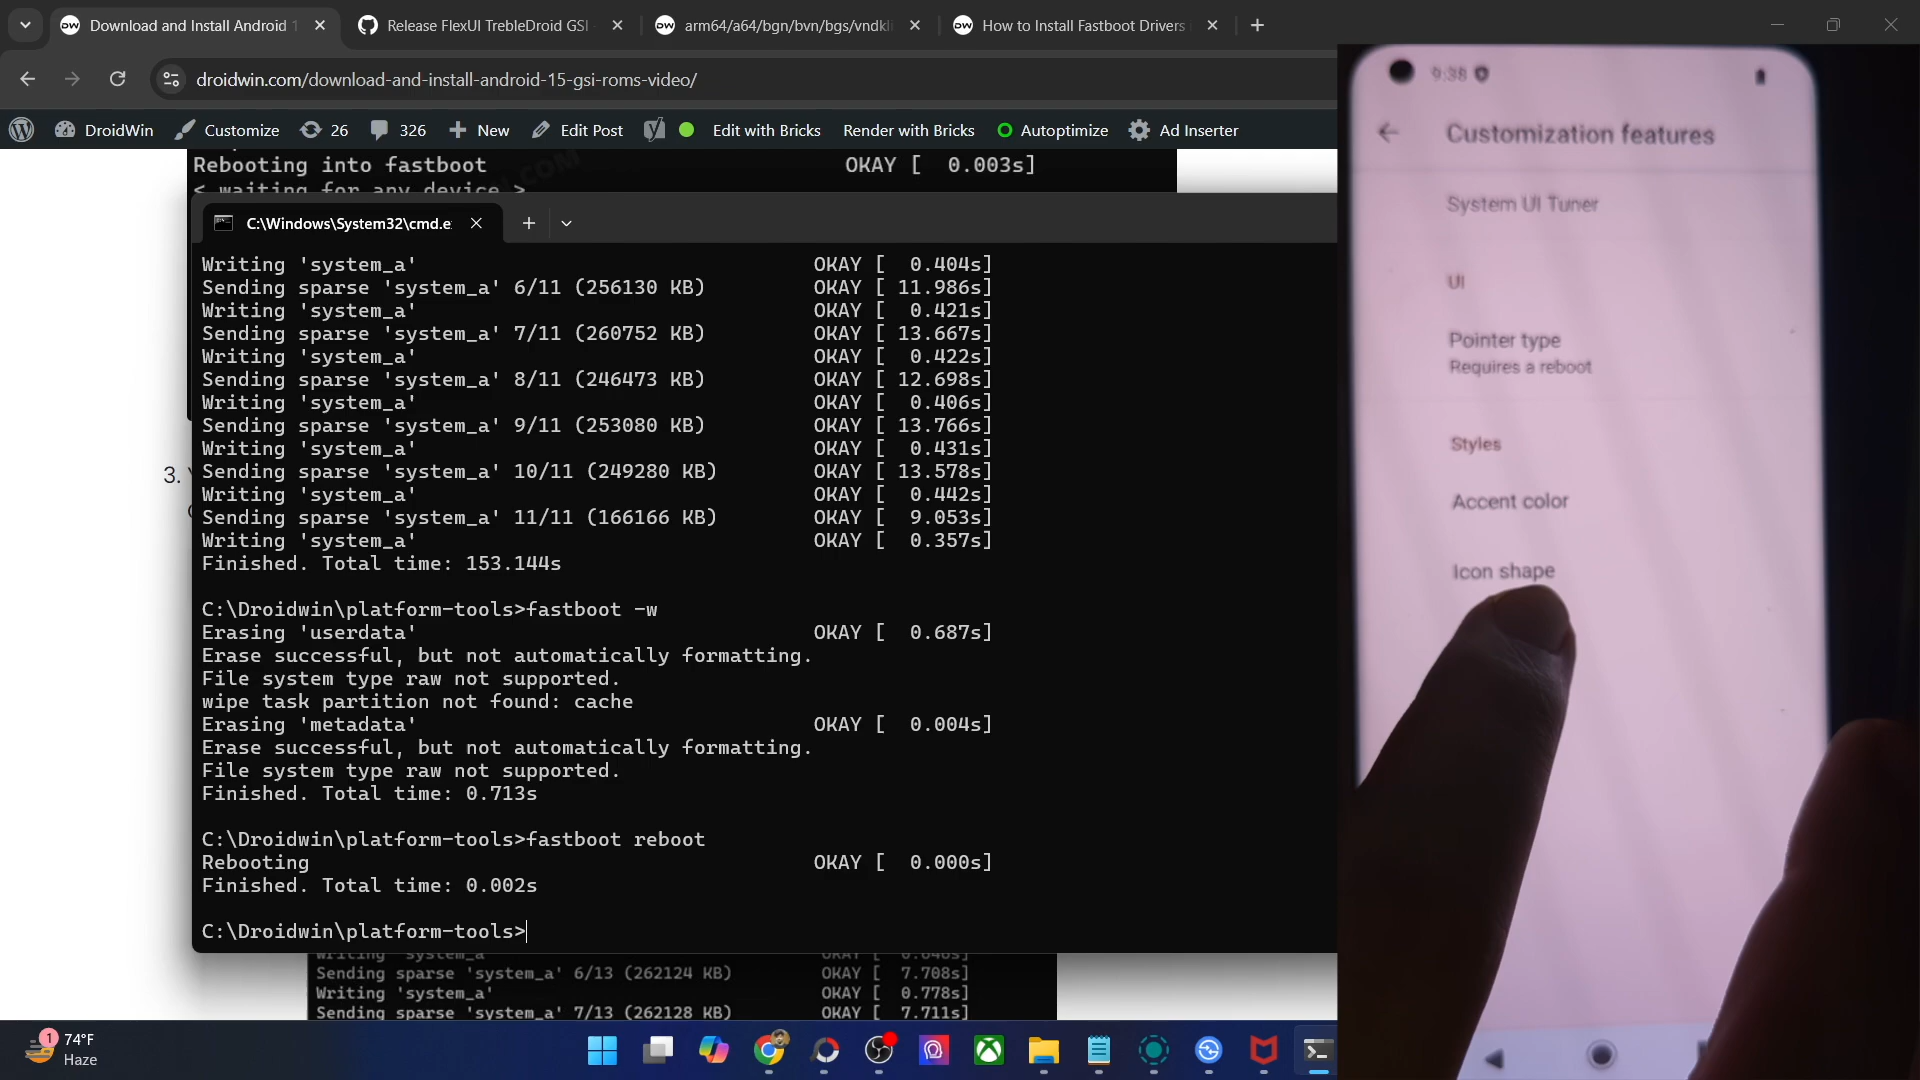 Download and Install Android 1
Release FlexUI TrebleDroid GSI
arm64/a64/bgn/bvn/bgs/vndkli
How to Install Fastboot Drivers
droidwin.com/download-and-install-android-15-gsi-roms-video/
DroidWin
Customize
26
326
New
Edit Post
Edit with Bricks
Render with Bricks
Autoptimize
Ad Inserter
Rebooting into fastboot OKAY [ 0.003s]
< waiting for any device >
C:\Windows\System32\cmd.e
Writing 'system_a' OKAY [ 0.404s]
Sending sparse 'system_a' 6/11 (256130 KB) OKAY [ 11.986s]
Writing 'system_a' OKAY [ 0.421s]
Sending sparse 'system_a' 7/11 (260752 KB) OKAY [ 13.667s]
Writing 'system_a' OKAY [ 0.422s]
Sending sparse 'system_a' 8/11 (246473 KB) OKAY [ 12.698s]
Writing 'system_a' OKAY [ 0.406s]
Sending sparse 'system_a' 9/11 (253080 KB) OKAY [ 13.766s]
Writing 'system_a' OKAY [ 0.431s]
Sending sparse 'system_a' 10/11 (249280 KB) OKAY [ 13.578s]
Writing 'system_a' OKAY [ 0.442s]
Sending sparse 'system_a' 11/11 (166166 KB) OKAY [ 9.053s]
Writing 'system_a' OKAY [ 0.357s]
Finished. Total time: 153.144s
C:\Droidwin\platform-tools>fastboot -w
Erasing 'userdata' OKAY [ 0.687s]
Erase successful, but not automatically formatting.
File system type raw not supported.
wipe task partition not found: cache
Erasing 'metadata' OKAY [ 0.004s]
Erase successful, but not automatically formatting.
File system type raw not supported.
Finished. Total time: 0.713s
C:\Droidwin\platform-tools>fastboot reboot
Rebooting OKAY [ 0.000s]
Finished. Total time: 0.002s
C:\Droidwin\platform-tools>
3.
Writing 'system_a'
Sending sparse 'system_a' 6/13 (262124 KB) OKAY [ 7.708s]
Writing 'system_a' OKAY [ 0.778s]
Sending sparse 'system_a' 7/13 (262128 KB) OKAY [ 7.711s]
9:38
Customization features
System UI Tuner
UI
Pointer type
Requires a reboot
Styles
Accent color
Icon shape
1
74°F
Haze